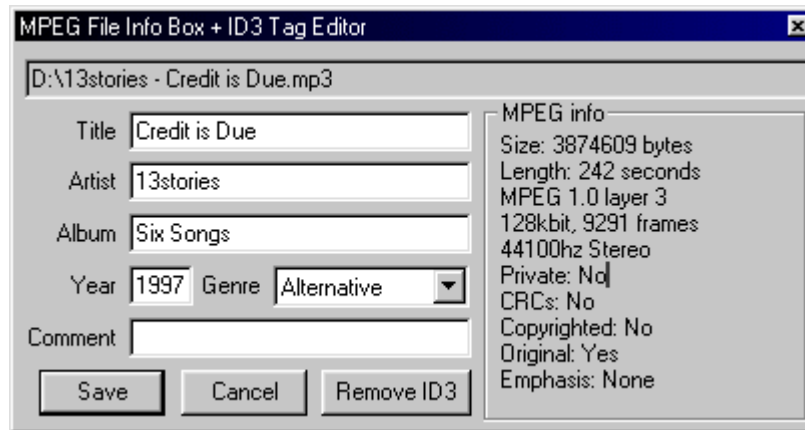 MPEG File Info Box + ID3 Tag Editor
D:\13stories - Credit is Due.mp3
Title Credit is Due
Artist 13stories
Album Six Songs
Year 1997 Genre Alternative
Comment
Save Cancel Remove ID3
MPEG info
Size: 3874609 bytes
Length: 242 seconds
MPEG 1.0 layer 3
128kbit, 9291 frames
44100hz Stereo
Private: No
CRCs: No
Copyrighted: No
Original: Yes
Emphasis: None